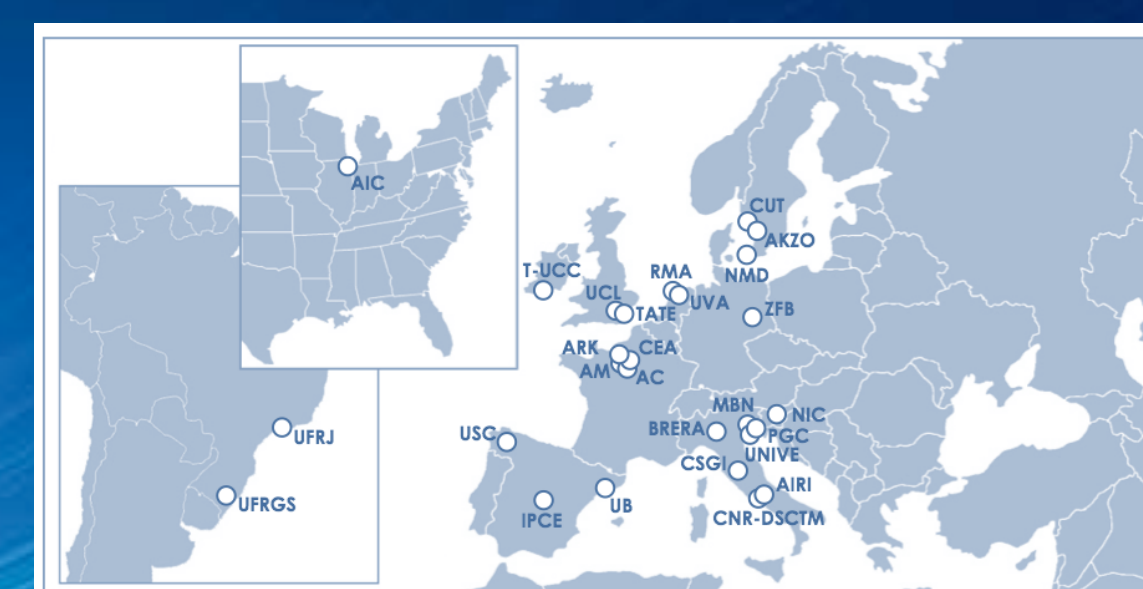 AIC
CUT
AKZO
NMD
T-UCC
RMA
UCL
UVA
TATE
ZFB
ARK
CEA
AM
AC
MBN
NIC
BRERA
PGC
UNIVE
USC
CSGI
AIRI
UB
IPCE
CNR-DSCTM
UFRJ
UFRGS